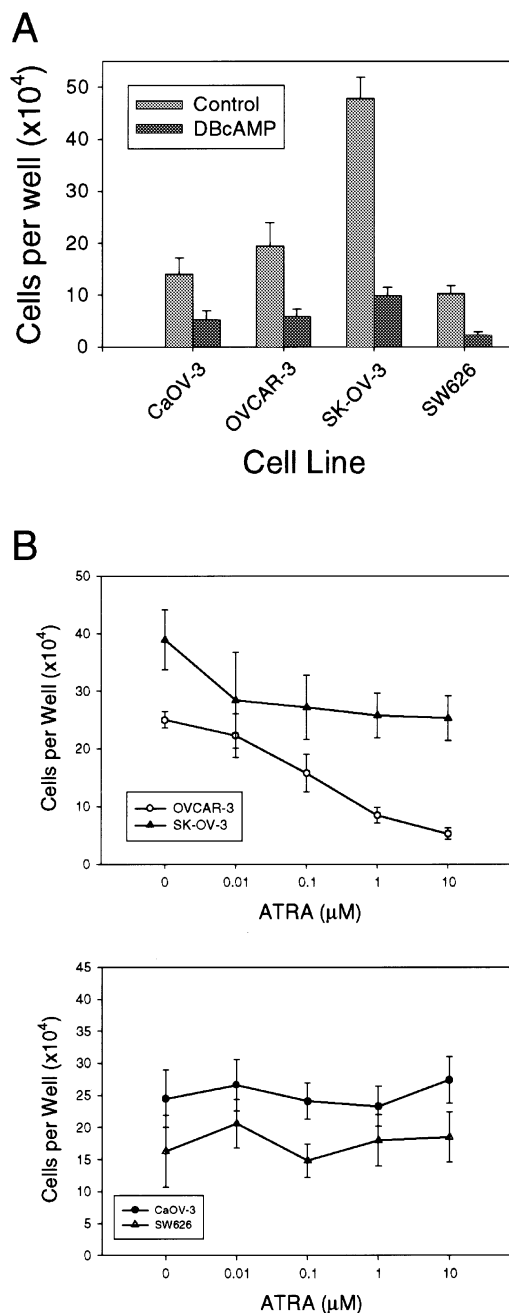 A
Cells per well (x10⁴)
50
40
30
20
10
0
Control
DBcAMP
CaOV-3
OVCAR-3
SK-OV-3
SW626
Cell Line
B
Cells per Well (x10⁴)
50
40
30
20
10
0
OVCAR-3
SK-OV-3
0 0.01 0.1 1 10
ATRA (μM)
Cells per Well (x10⁴)
45
40
35
30
25
20
15
10
5
0
CaOV-3
SW626
0 0.01 0.1 1 10
ATRA (μM)